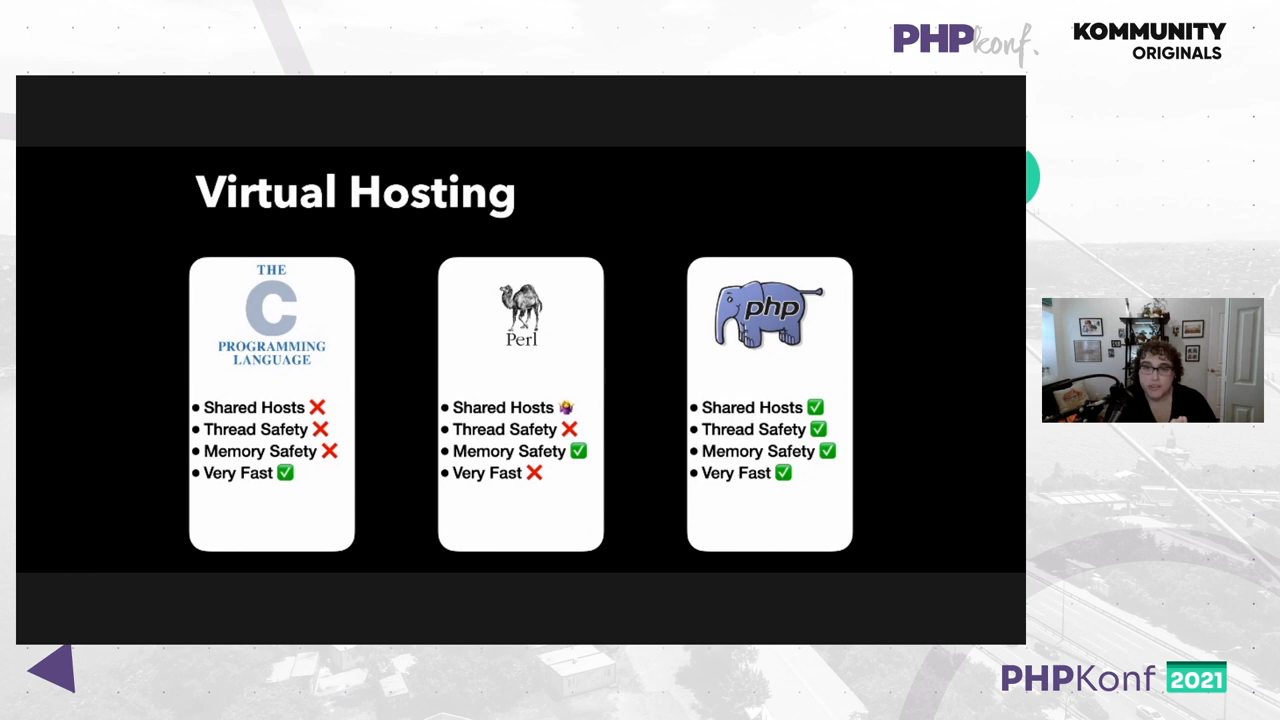 PHPkonf.
KOMMUNITY
ORIGINALS
Virtual Hosting
THE
C
PROGRAMMING
LANGUAGE
• Shared Hosts ❌
• Thread Safety ❌
• Memory Safety ❌
• Very Fast ✅
Perl
• Shared Hosts 🤷‍♀️
• Thread Safety ❌
• Memory Safety ✅
• Very Fast ❌
php
• Shared Hosts ✅
• Thread Safety ✅
• Memory Safety ✅
• Very Fast ✅
PHPKonf 2021